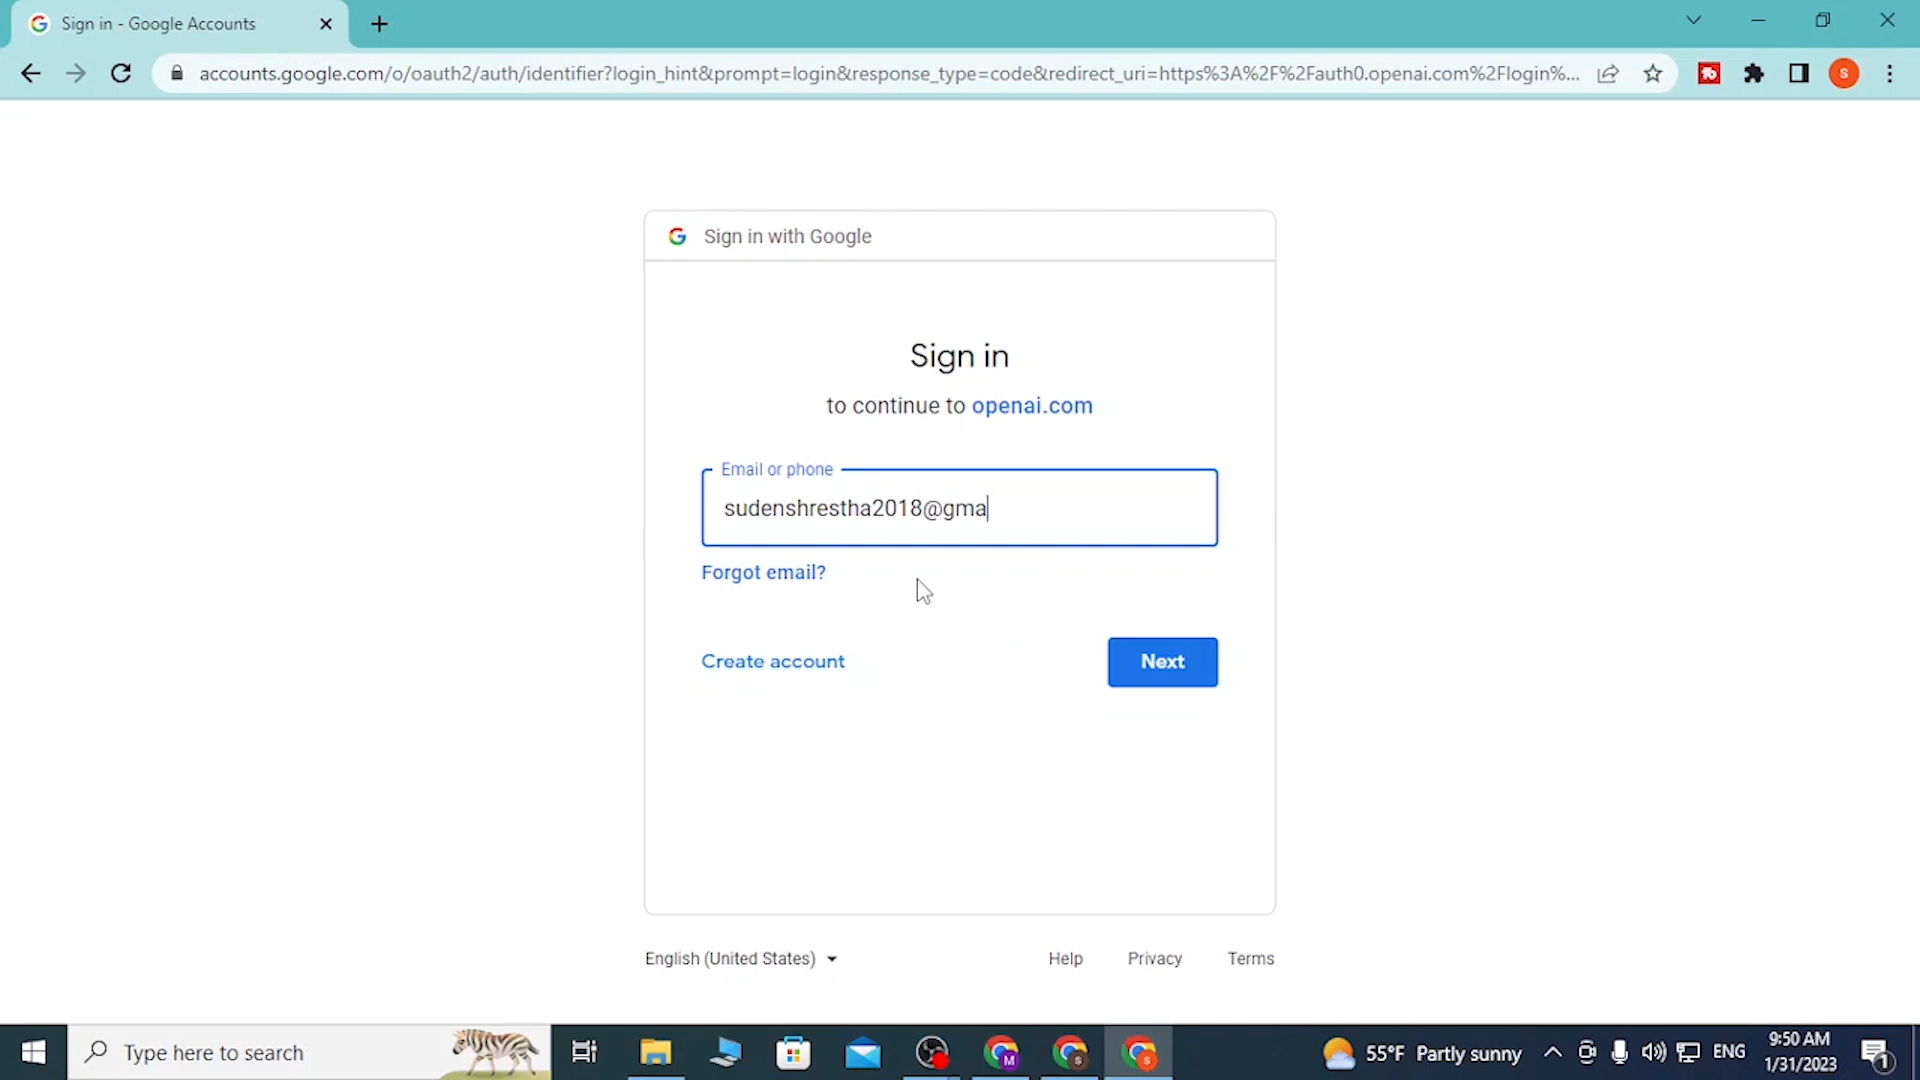 Sign in - Google Accounts
accounts.google.com/o/oauth2/auth/identifier?login_hint&prompt=login&response_type=code&redirect_uri=https%3A%2F%2Fauth0.openai.com%2Flogin%...
S
Sign in with Google
Sign in
to continue to openai.com
Email or phone
sudenshrestha2018@gma
Forgot email?
Create account
Next
English (United States)
Help
Privacy
Terms
Type here to search
M
S
S
55°F Partly sunny
ENG
9:50 AM
1/31/2023
1